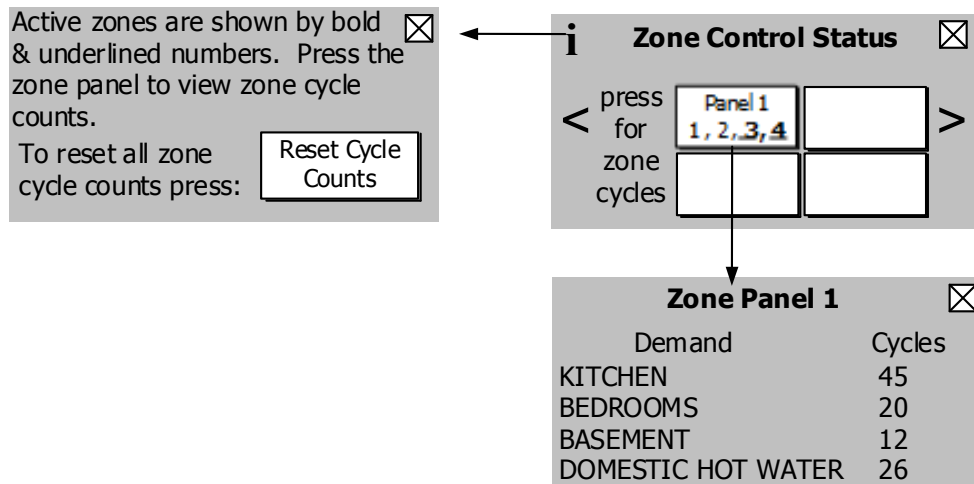 Active zones are shown by bold
& underlined numbers. Press the
zone panel to view zone cycle
counts.
To reset all zone
cycle counts press:
Reset Cycle
Counts
i
Zone Control Status
<
press
for
zone
cycles
Panel 1
1, 2, 3, 4
>
Zone Panel 1
Demand Cycles
KITCHEN 45
BEDROOMS 20
BASEMENT 12
DOMESTIC HOT WATER 26